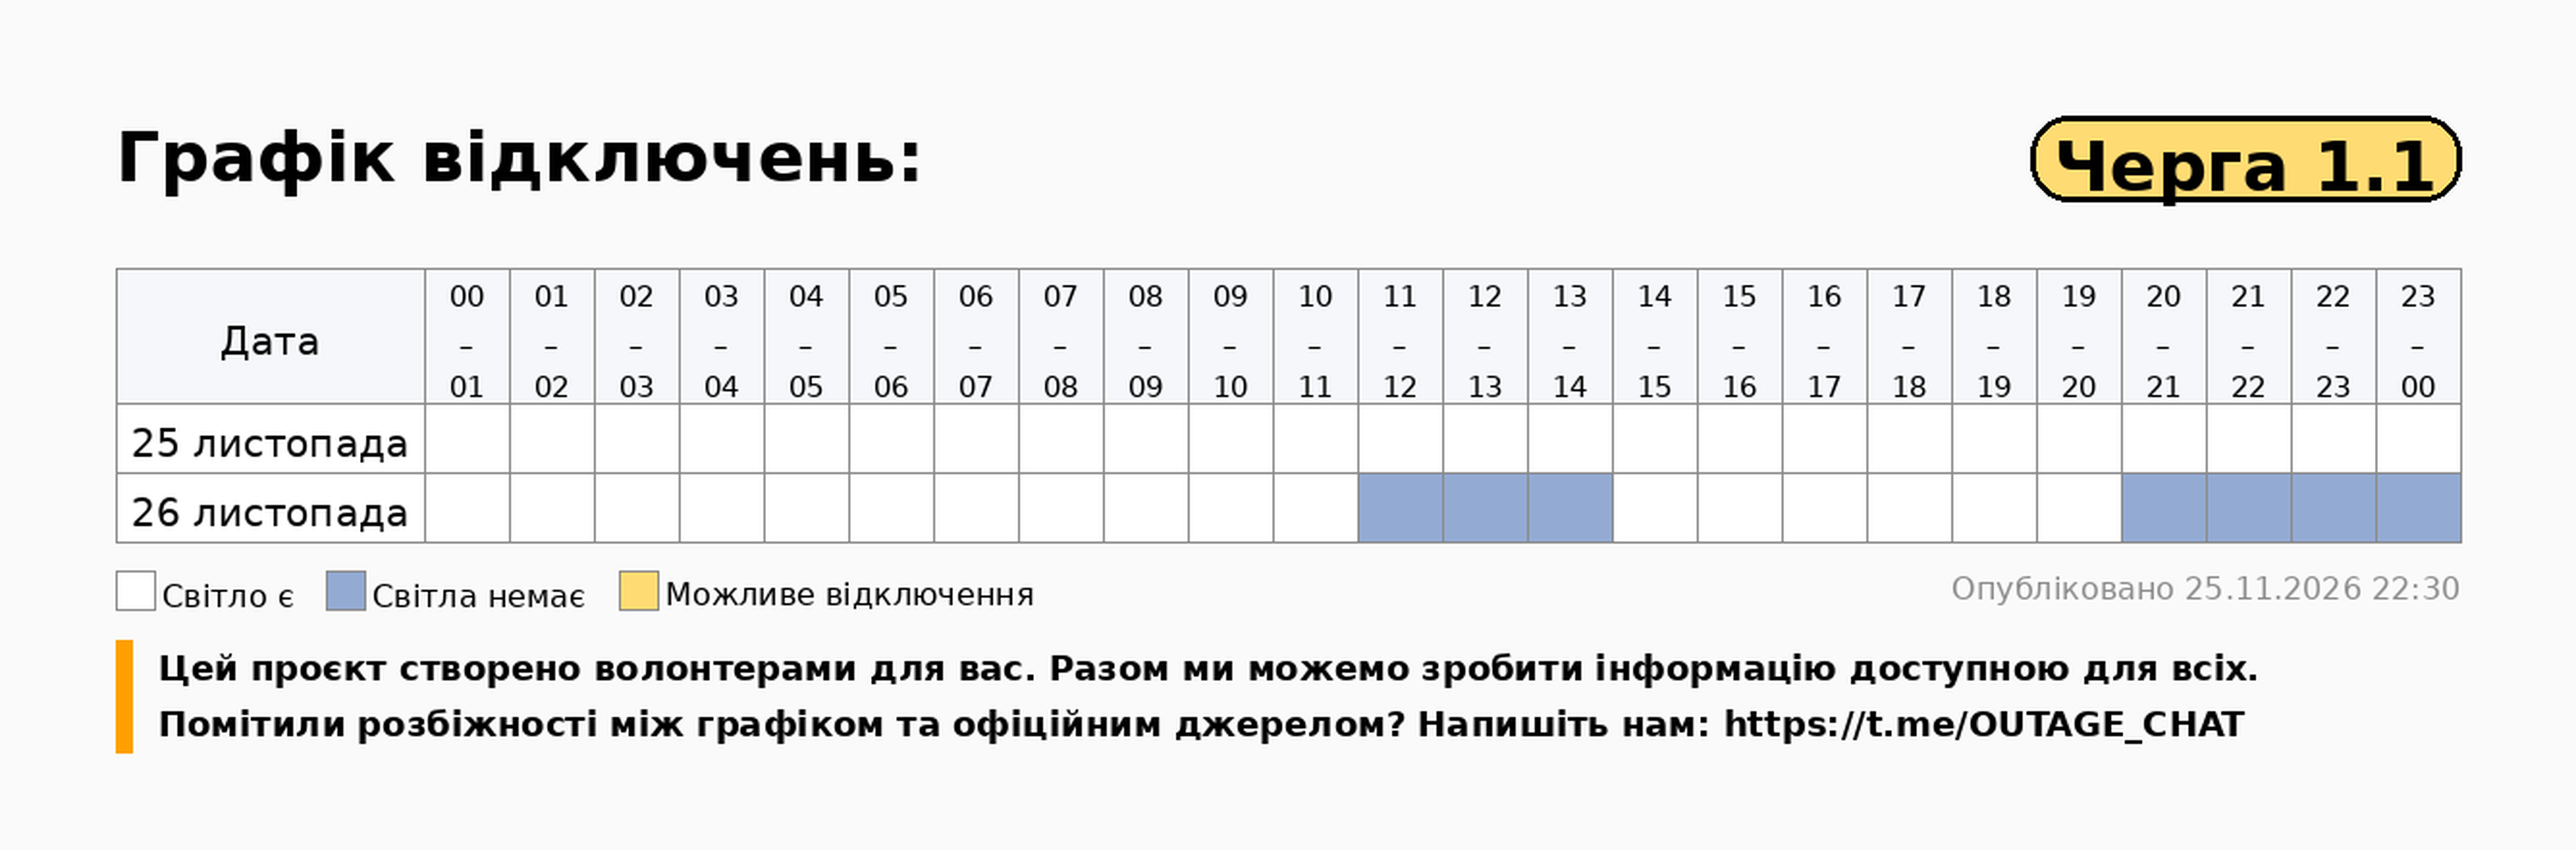 Графік відключень:
Черга 1.1
Дата
00 – 01
01 – 02
02 – 03
03 – 04
04 – 05
05 – 06
06 – 07
07 – 08
08 – 09
09 – 10
10 – 11
11 – 12
12 – 13
13 – 14
14 – 15
15 – 16
16 – 17
17 – 18
18 – 19
19 – 20
20 – 21
21 – 22
22 – 23
23 – 00
25 листопада
26 листопада
Світло є
Світла немає
Можливе відключення
Опубліковано 25.11.2026 22:30
Цей проєкт створено волонтерами для вас. Разом ми можемо зробити інформацію доступною для всіх.
Помітили розбіжності між графіком та офіційним джерелом? Напишіть нам: https://t.me/OUTAGE_CHAT